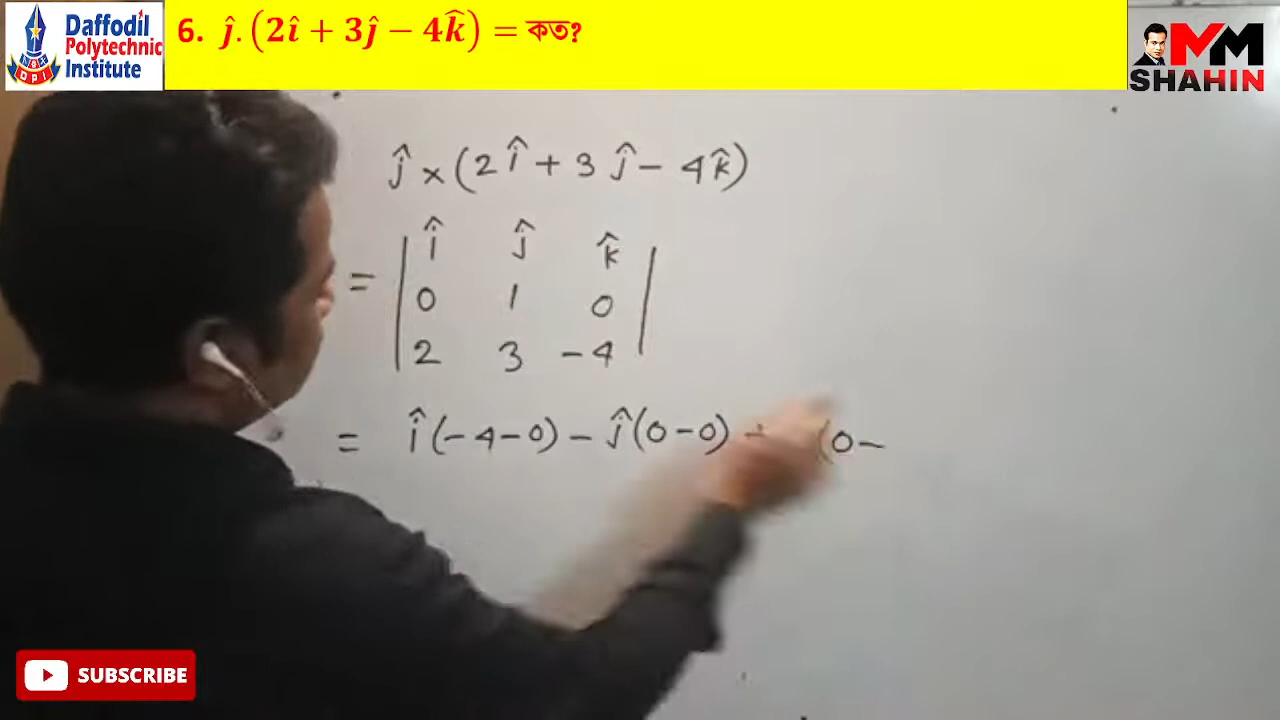 Daffodil
Polytechnic
Institute
DPI
6. ĵ.(2î + 3ĵ − 4k̂) = কত?
MM
SHAHIN
ĵ × (2î + 3ĵ − 4k̂)
= | î ĵ k̂ |
| 0 1 0 |
| 2 3 −4 |
= î(−4−0) − ĵ(0−0) + (0−
SUBSCRIBE